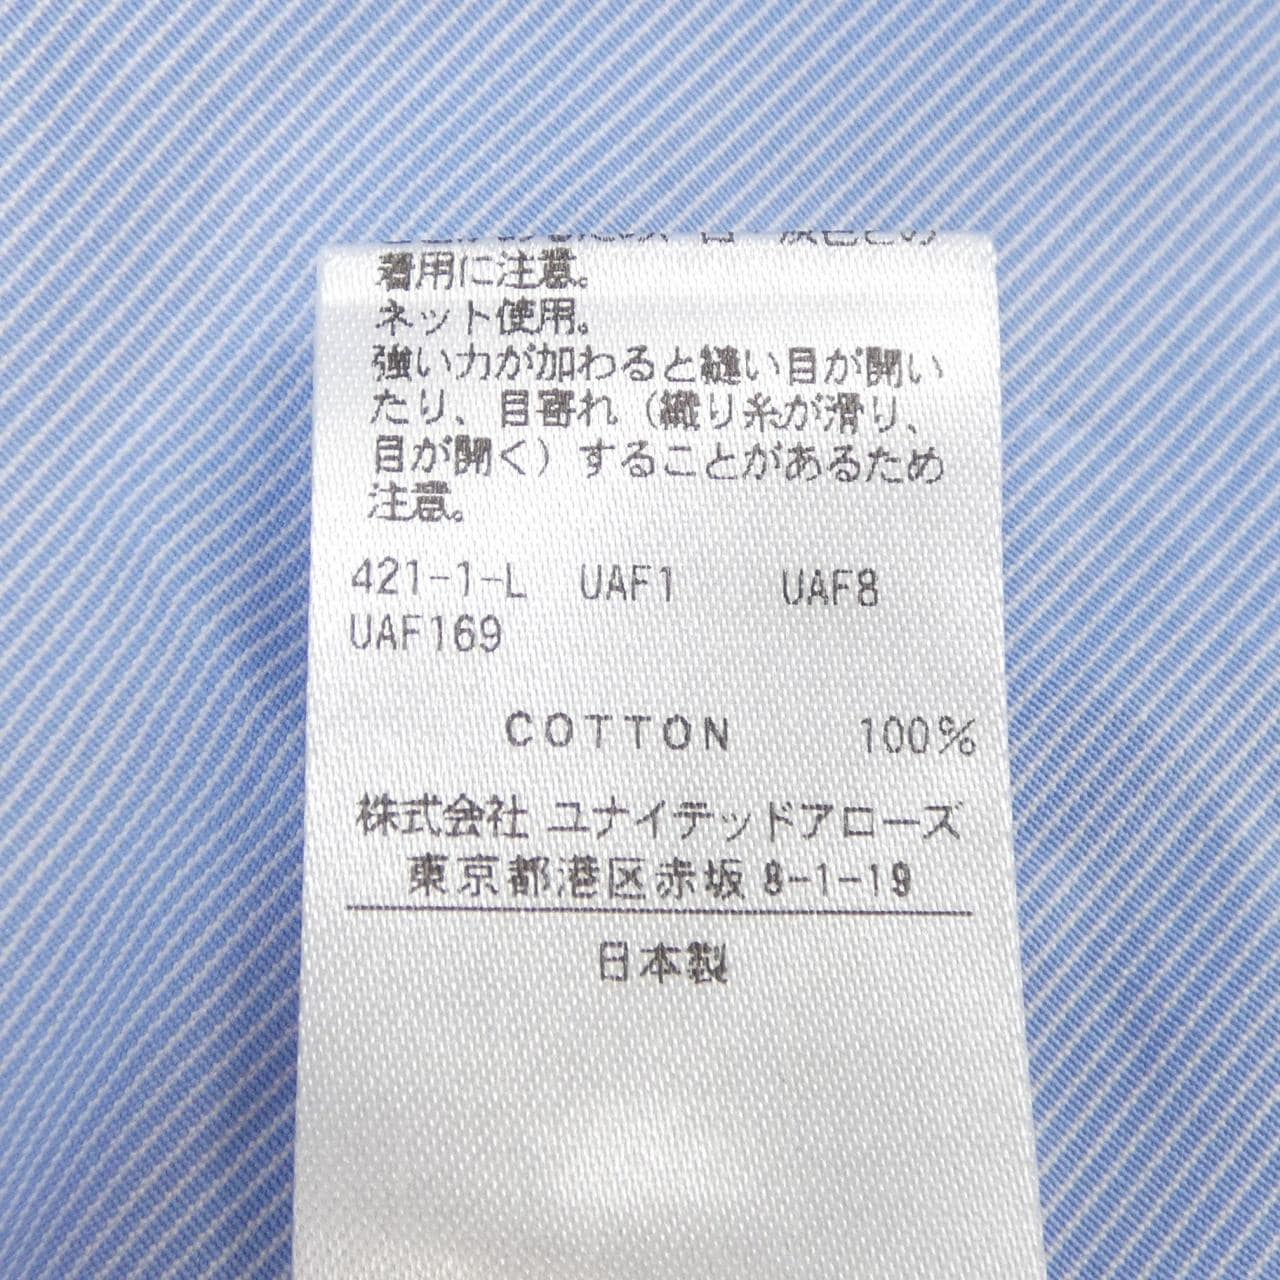 着用に注意。
ネット使用。
強い力が加わると縫い目が開い
たり、目寄れ（織り糸が滑り、
目が開く）することがあるため
注意。
421-1-L UAF1 UAF8
UAF169
COTTON 100%
株式会社 ユナイテッドアローズ
東京都港区赤坂 8-1-19
日本製